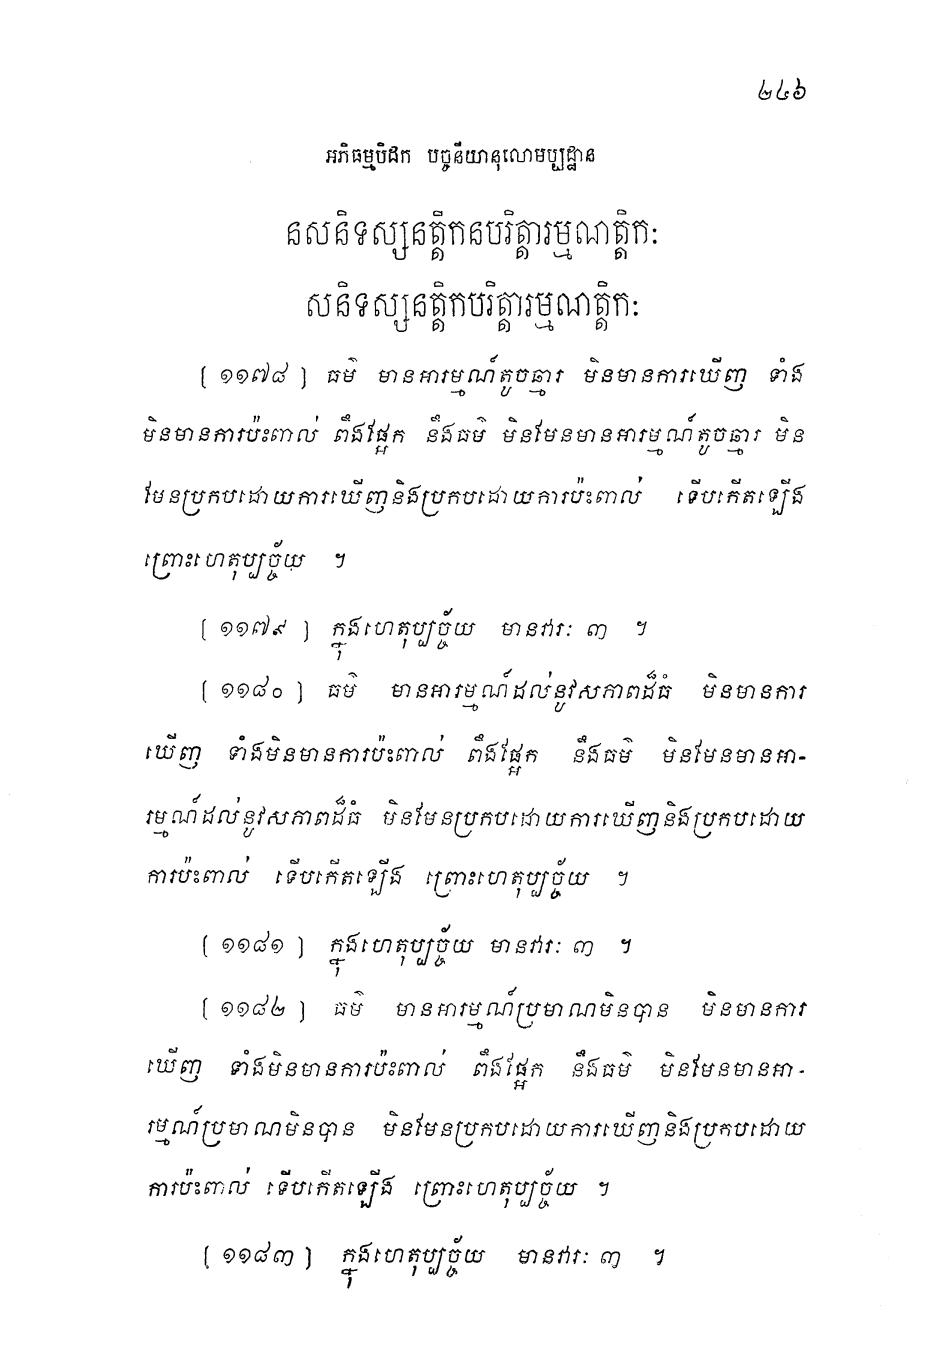 ២៤៦
អភិធម្មបិដក បច្ចនីយានុលោមប្បដ្ឋាន
នសនិទស្សនត្តិកនបរិត្តារម្មណត្តិកៈ
សនិទស្សនត្តិកបរិត្តារម្មណត្តិកៈ
[ ១១៧៨ ] ធម៌ មានអារម្មណ៍តូចឆ្មារ មិនមានការឃើញ ទាំង
មិនមានការប៉ះពាល់ ពឹងផ្អែក នឹងធម៌ មិនមែនមានអារម្មណ៍តូចឆ្មារ មិន
មែនប្រកបដោយការឃើញនិងប្រកបដោយការប៉ះពាល់ ទើបកើតឡើង
ព្រោះហេតុប្បច្ច័យ ។
[ ១១៧៩ ] ក្នុងហេតុប្បច្ច័យ មានវារៈ ៣ ។
[ ១១៨០ ] ធម៌ មានអារម្មណ៍ដល់នូវសភាពដ៏ធំ មិនមានការ
ឃើញ ទាំងមិនមានការប៉ះពាល់ ពឹងផ្អែក នឹងធម៌ មិនមែនមានអា-
រម្មណ៍ដល់នូវសភាពដ៏ធំ មិនមែនប្រកបដោយការឃើញនិងប្រកបដោយ
ការប៉ះពាល់ ទើបកើតឡើង ព្រោះហេតុប្បច្ច័យ ។
[ ១១៨១ ] ក្នុងហេតុប្បច្ច័យ មានវារៈ ៣ ។
[ ១១៨២ ] ធម៌ មានអារម្មណ៍ប្រមាណមិនបាន មិនមានការ
ឃើញ ទាំងមិនមានការប៉ះពាល់ ពឹងផ្អែក នឹងធម៌ មិនមែនមានអា-
រម្មណ៍ប្រមាណមិនបាន មិនមែនប្រកបដោយការឃើញនិងប្រកបដោយ
ការប៉ះពាល់ ទើបកើតឡើង ព្រោះហេតុប្បច្ច័យ ។
[ ១១៨៣ ] ក្នុងហេតុប្បច្ច័យ មានវារៈ ៣ ។